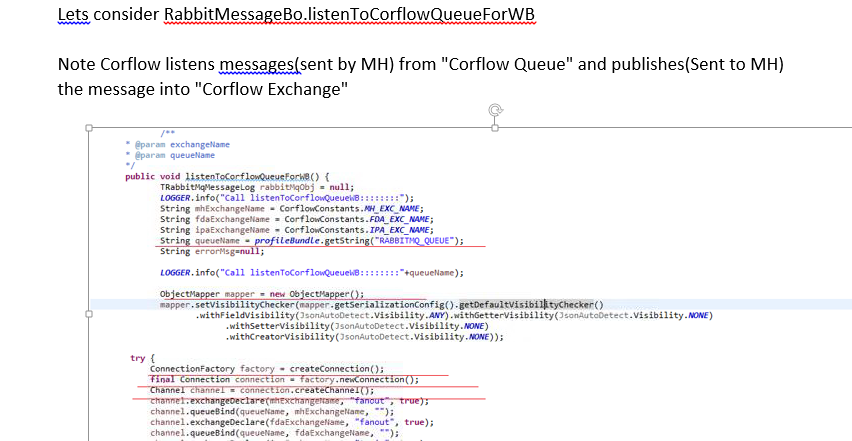 Lets consider RabbitMessageBo.listenToCorflowQueueForWB
Note Corflow listens messages(sent by MH) from "Corflow Queue" and publishes(Sent to MH)
the message into "Corflow Exchange"
/**
* @param exchangeName
* @param queueName
*/
public void listenToCorflowQueueForWB() {
TRabbitMqMessageLog rabbitMqObj = null;
LOGGER.info("Call listenToCorflowQueueWB::::::::");
String mhExchangeName = CorflowConstants.MH_EXC_NAME;
String fdaExchangeName = CorflowConstants.FDA_EXC_NAME;
String ipaExchangeName = CorflowConstants.IPA_EXC_NAME;
String queueName = profileBundle.getString("RABBITMQ_QUEUE");
String errorMsg=null;
LOGGER.info("Call listenToCorflowQueueWB::::::::"+queueName);
ObjectMapper mapper = new ObjectMapper();
mapper.setVisibilityChecker(mapper.getSerializationConfig().getDefaultVisibilityChecker()
.withFieldVisibility(JsonAutoDetect.Visibility.ANY).withGetterVisibility(JsonAutoDetect.Visibility.NONE)
.withSetterVisibility(JsonAutoDetect.Visibility.NONE)
.withCreatorVisibility(JsonAutoDetect.Visibility.NONE));
try {
ConnectionFactory factory = createConnection();
final Connection connection = factory.newConnection();
Channel channel = connection.createChannel();
channel.exchangeDeclare(mhExchangeName, "fanout", true);
channel.queueBind(queueName, mhExchangeName, "");
channel.exchangeDeclare(fdaExchangeName, "fanout", true);
channel.queueBind(queueName, fdaExchangeName, "");